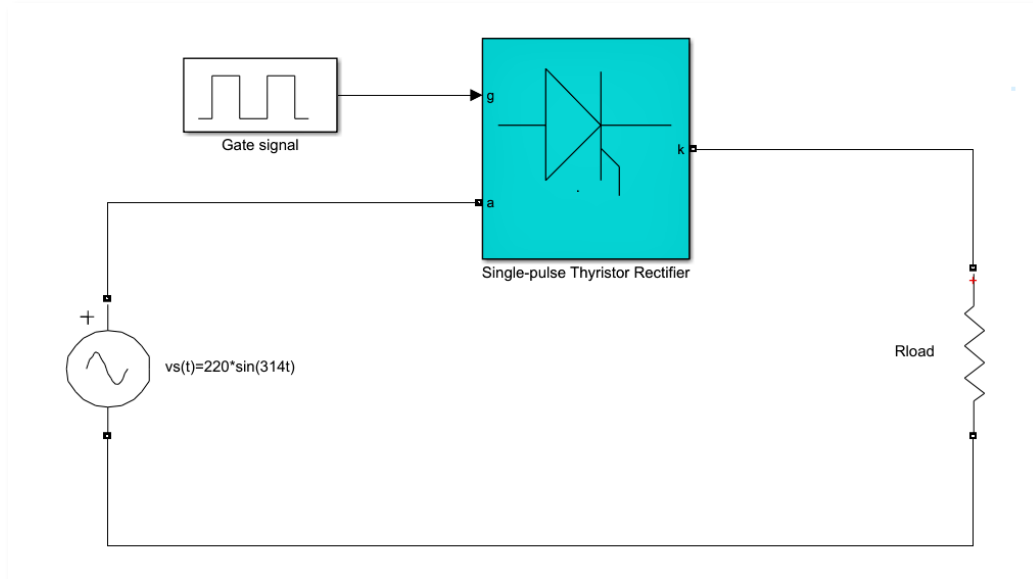 g
Gate signal
k
a
Single-pulse Thyristor Rectifier
+
+
Rload
vs(t)=220*sin(314t)